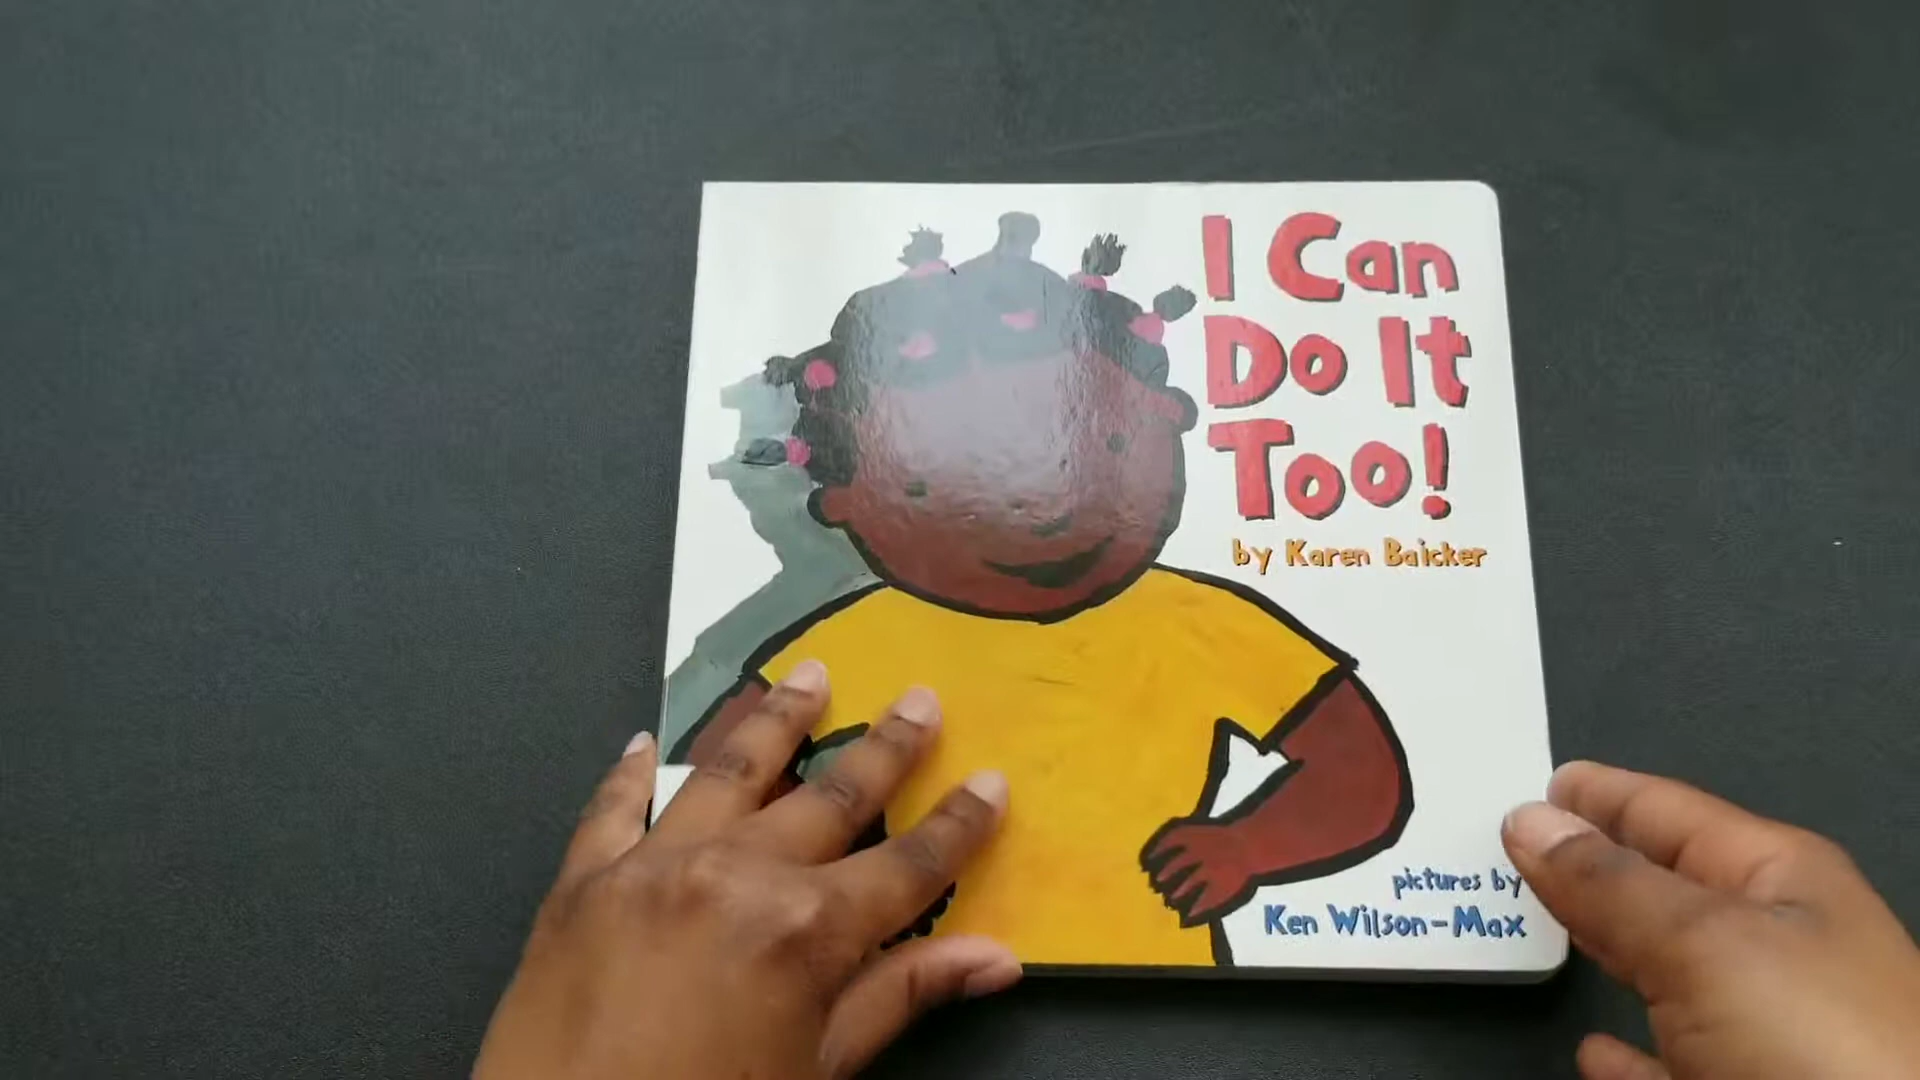 I Can
Do It
Too!
by Karen Baicker
pictures by
Ken Wilson-Max